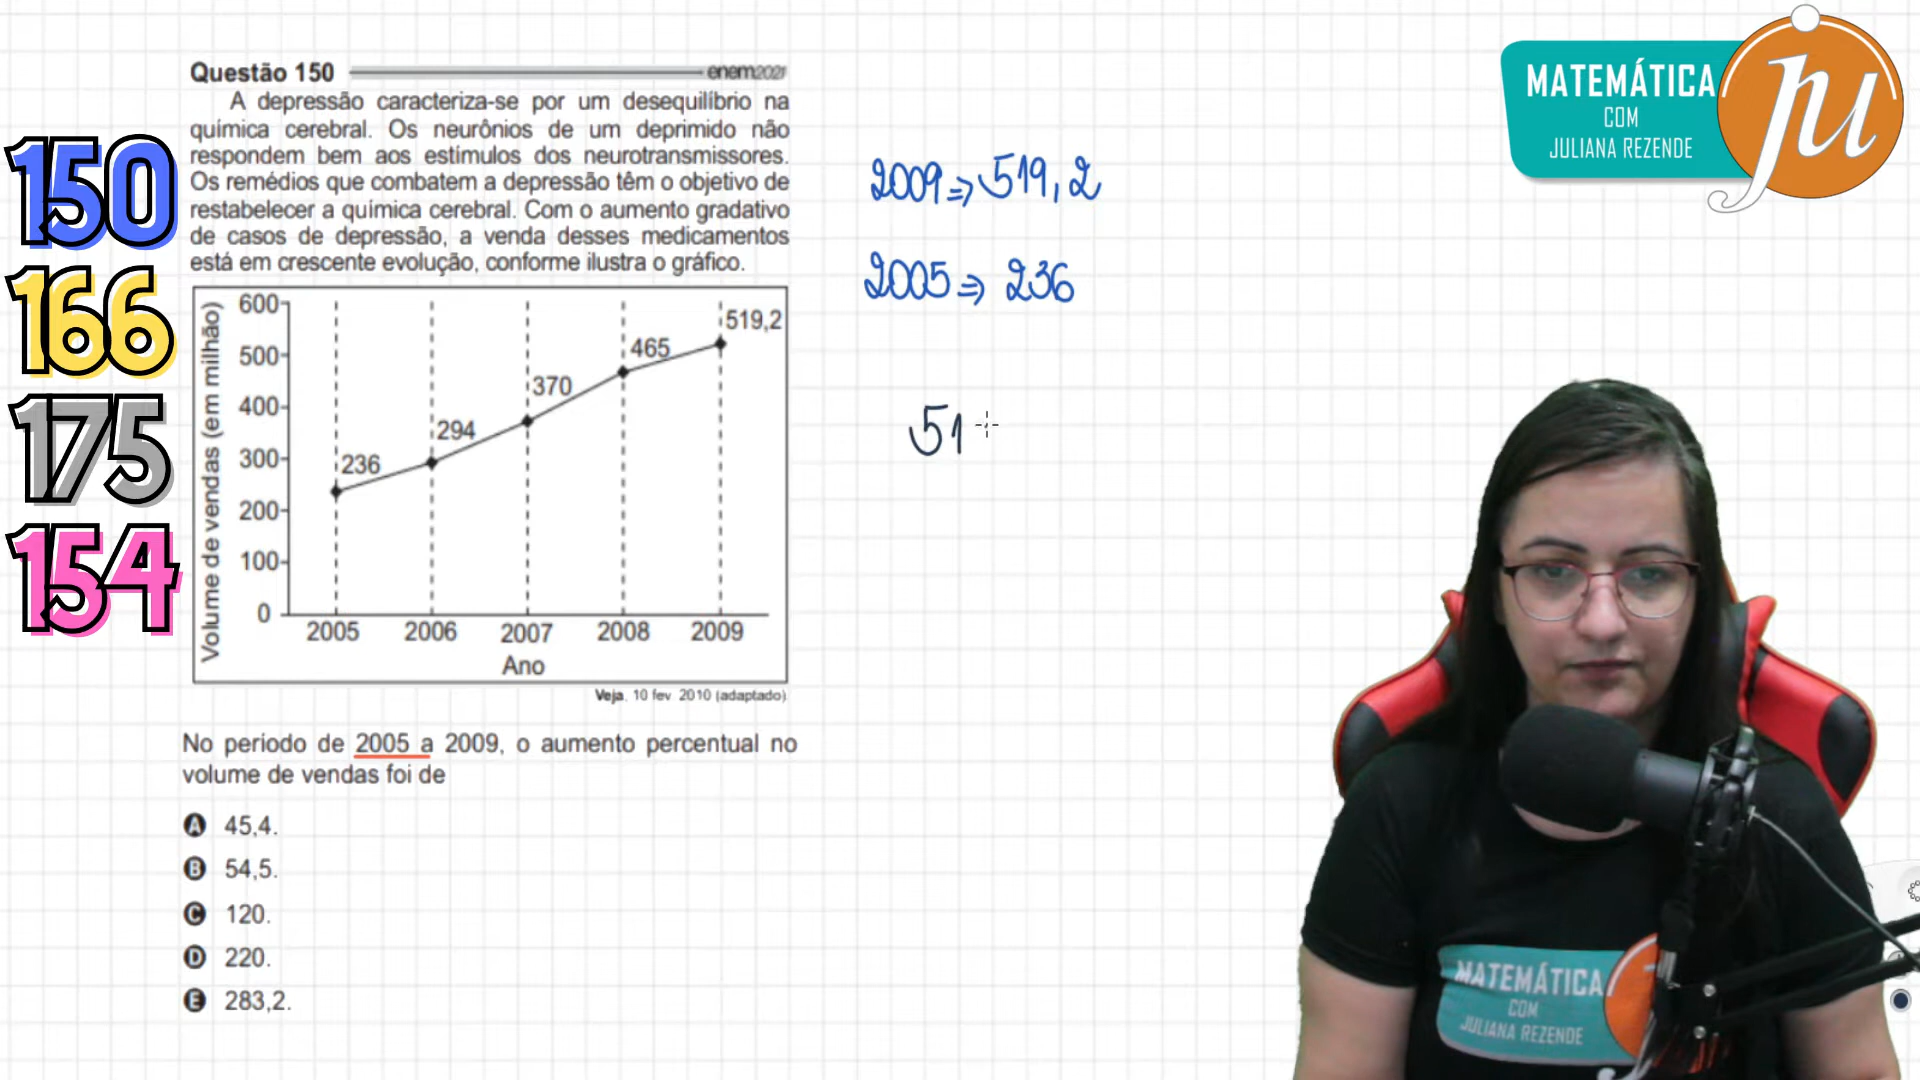 Questão 150
enem2021
A depressão caracteriza-se por um desequilíbrio na
química cerebral. Os neurônios de um deprimido não
respondem bem aos estímulos dos neurotransmissores.
Os remédios que combatem a depressão têm o objetivo de
restabelecer a química cerebral. Com o aumento gradativo
de casos de depressão, a venda desses medicamentos
está em crescente evolução, conforme ilustra o gráfico.
150
166
175
154
Volume de vendas (em milhão)
600
500
400
300
200
100
0
236
294
370
465
519,2
2005 2006 2007 2008 2009
Ano
Veja, 10 fev. 2010 (adaptado).
No período de 2005 a 2009, o aumento percentual no
volume de vendas foi de
A 45,4.
B 54,5.
C 120.
D 220.
E 283,2.
2009 ⇒ 519,2
2005 ⇒ 236
51
MATEMÁTICA
COM
JULIANA REZENDE
ju
MATEMÁTICA
COM
JULIANA REZENDE